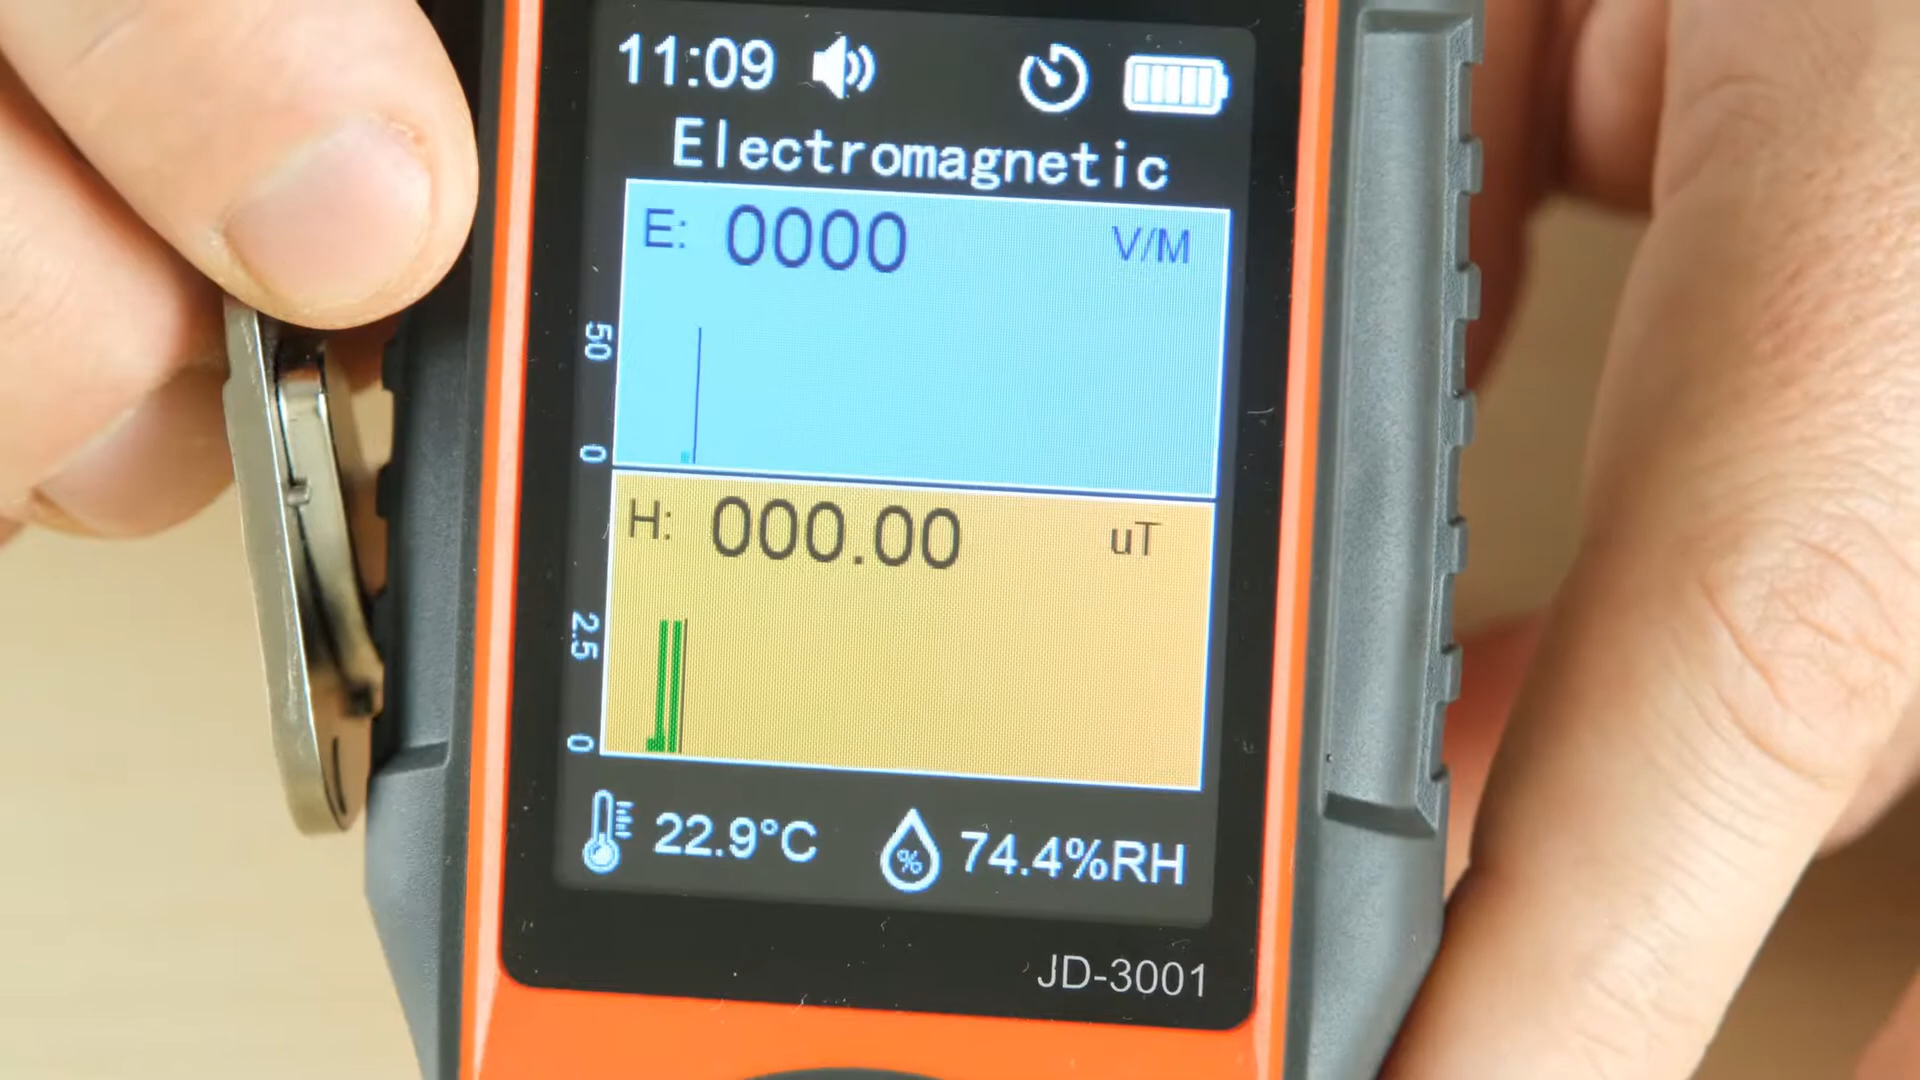 11:09
Electromagnetic
E: 0000 V/M
50
0
H: 000.00 uT
2.5
0
22.9°C % 74.4%RH
JD-3001